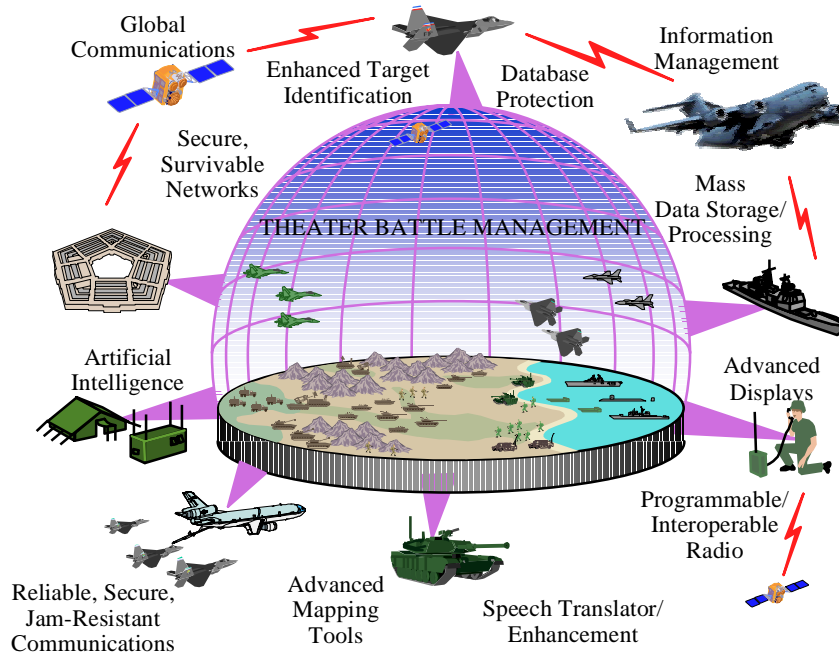 Global
Communications
Enhanced Target
Identification
Database
Protection
Information
Management
Secure,
Survivable
Networks
Mass
Data Storage/
Processing
THEATER BATTLE MANAGEMENT
Artificial
Intelligence
Advanced
Displays
Programmable/
Interoperable
Radio
Reliable, Secure,
Jam-Resistant
Communications
Advanced
Mapping
Tools
Speech Translator/
Enhancement